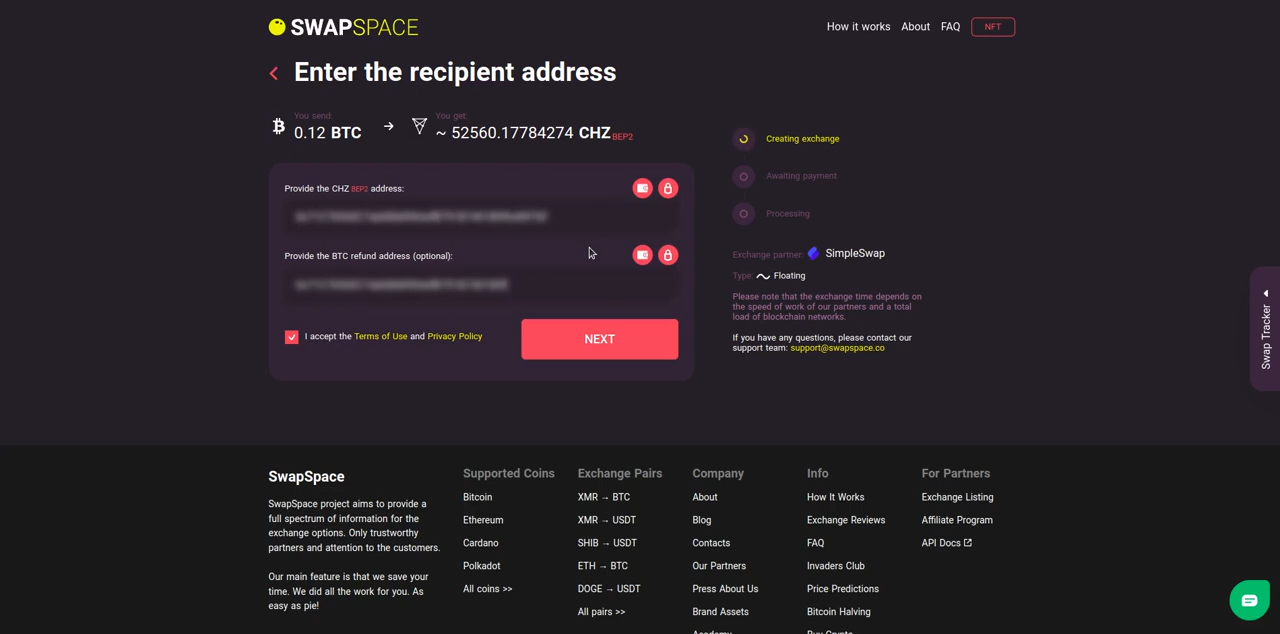 SWAPSPACE
How it works About FAQ NFT
Enter the recipient address
You send:
0.12 BTC
You get:
~ 52560.17784274 CHZ BEP2
Provide the CHZ BEP2 address:
Provide the BTC refund address (optional):
I accept the Terms of Use and Privacy Policy
NEXT
Creating exchange
Awaiting payment
Processing
Exchange partner: SimpleSwap
Type: Floating
Please note that the exchange time depends on
the speed of work of our partners and a total
load of blockchain networks.
If you have any questions, please contact our
support team: support@swapspace.co
Swap Tracker
SwapSpace
SwapSpace project aims to provide a
full spectrum of information for the
exchange options. Only trustworthy
partners and attention to the customers.
Our main feature is that we save your
time. We did all the work for you. As
easy as pie!
Supported Coins
Bitcoin
Ethereum
Cardano
Polkadot
All coins >>
Exchange Pairs
XMR → BTC
XMR → USDT
SHIB → USDT
ETH → BTC
DOGE → USDT
All pairs >>
Company
About
Blog
Contacts
Our Partners
Press About Us
Brand Assets
Academy
Info
How It Works
Exchange Reviews
FAQ
Invaders Club
Price Predictions
Bitcoin Halving
Buy Crypto
For Partners
Exchange Listing
Affiliate Program
API Docs